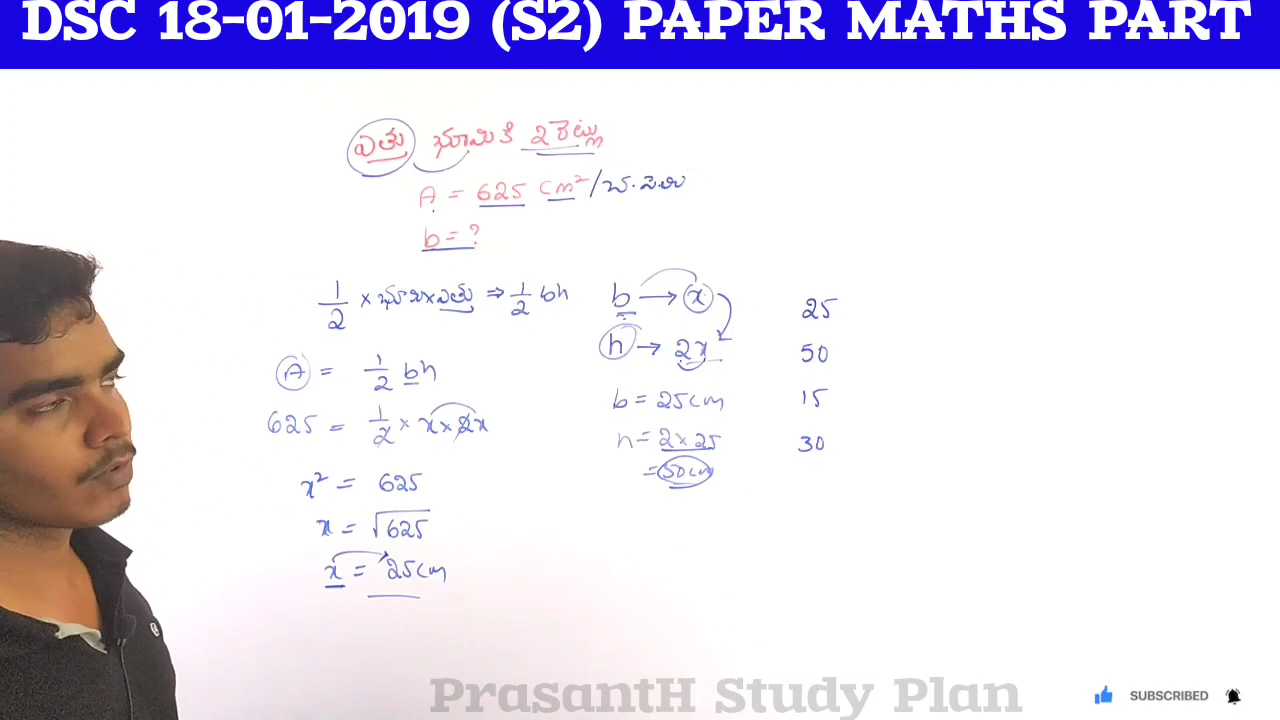 DSC 18-01-2019 (S2) PAPER MATHS PART
ఎత్తు భూమికి 2 రెట్లు
A = 625 cm²/చ.సెమి
b = ?
1/2 × భూమి × ఎత్తు ⇒ 1/2 bh
A = 1/2 bh
625 = 1/2 × x × 2x
x² = 625
x = √625
x = 25cm
b → x
h → 2x
b = 25cm
h = 2 × 25
= 50cm
25
50
15
30
PrasantH Study Plan
SUBSCRIBED